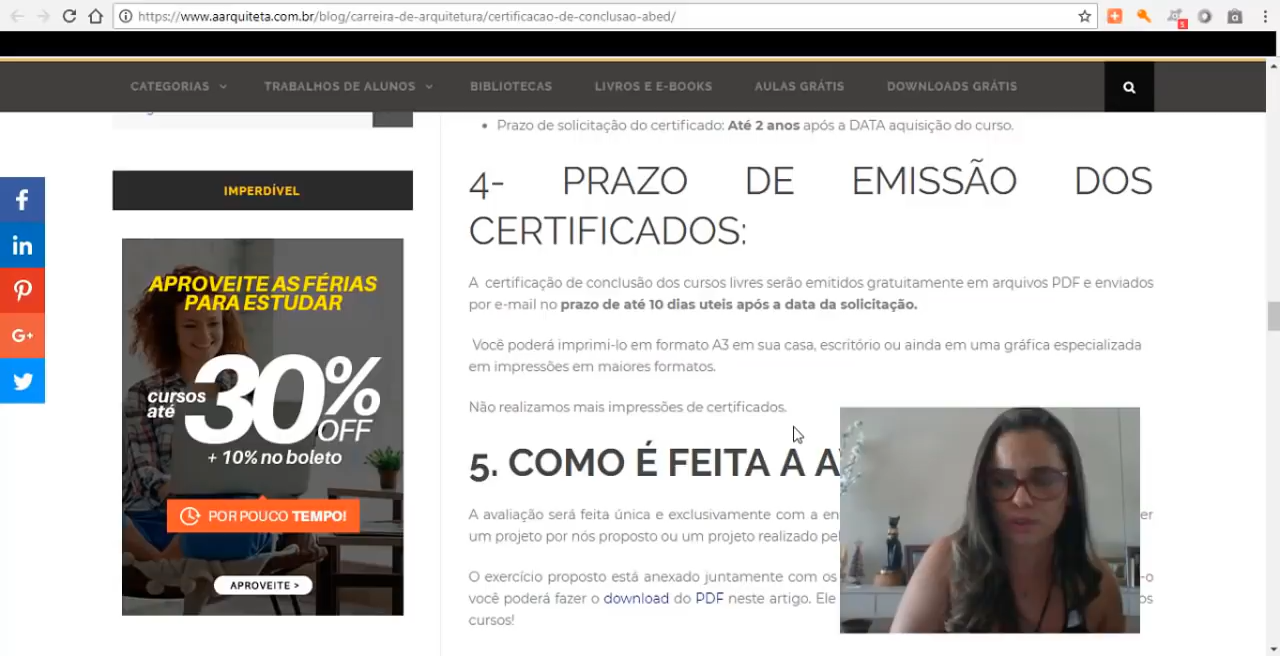 https://www.aarquiteta.com.br/blog/carreira-de-arquitetura/certificacao-de-conclusao-abed/
5
CATEGORIAS TRABALHOS DE ALUNOS BIBLIOTECAS LIVROS E E-BOOKS AULAS GRÁTIS DOWNLOADS GRÁTIS
Prazo de solicitação do certificado: Até 2 anos após a DATA aquisição do curso.
4- PRAZO DE EMISSÃO DOS
CERTIFICADOS:
A certificação de conclusão dos cursos livres serão emitidos gratuitamente em arquivos PDF e enviados
por e-mail no prazo de até 10 dias uteis após a data da solicitação.
Você poderá imprimi-lo em formato A3 em sua casa, escritório ou ainda em uma gráfica especializada
em impressões em maiores formatos.
Não realizamos mais impressões de certificados.
5. COMO É FEITA A
A avaliação será feita única e exclusivamente com a
um projeto por nós proposto ou um projeto realizado
O exercício proposto está anexado juntamente com os
você poderá fazer o download do PDF neste artigo. Ele os
cursos!
f
in
G+
IMPERDÍVEL
APROVEITE AS FÉRIAS
PARA ESTUDAR
cursos
até 30% OFF
+ 10% no boleto
POR POUCO TEMPO!
APROVEITE >